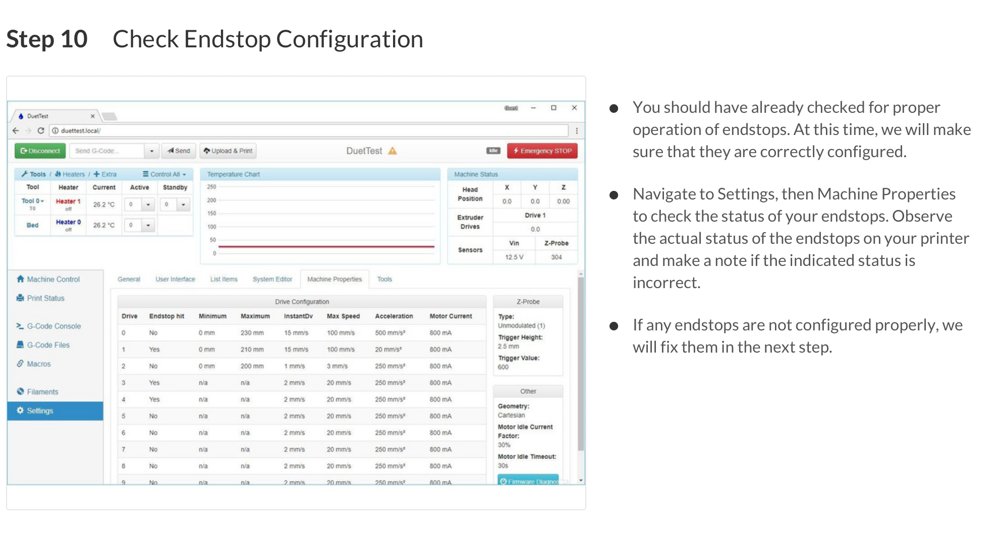 Step 10 Check Endstop Configuration
Guest
DuetTest
duettest.local/
Disconnect Send G-Code... Send Upload & Print DuetTest Idle Emergency STOP
Tools / Heaters / Extra Control All
Tool Heater Current Active Standby
Tool 0 Heater 1 26.2 °C 0 0
T0 off
Bed Heater 0 26.2 °C 0
off
Temperature Chart
250
200
150
100
50
0
Machine Status
Head Position X Y Z
0.0 0.0 0.00
Extruder Drives Drive 1
0.0
Sensors Vin Z-Probe
12.5 V 304
Machine Control
Print Status
G-Code Console
G-Code Files
Macros
Filaments
Settings
General User Interface List Items System Editor Machine Properties Tools
Drive Configuration
Drive Endstop hit Minimum Maximum InstantDv Max Speed Acceleration Motor Current
0 No 0 mm 230 mm 15 mm/s 100 mm/s 500 mm/s² 800 mA
1 Yes 0 mm 210 mm 15 mm/s 100 mm/s 20 mm/s² 800 mA
2 No 0 mm 200 mm 1 mm/s 3 mm/s 250 mm/s² 800 mA
3 Yes n/a n/a 2 mm/s 20 mm/s 250 mm/s² 800 mA
4 Yes n/a n/a 2 mm/s 20 mm/s 250 mm/s² 800 mA
5 No n/a n/a 2 mm/s 20 mm/s 250 mm/s² 800 mA
6 No n/a n/a 2 mm/s 20 mm/s 250 mm/s² 800 mA
7 No n/a n/a 2 mm/s 20 mm/s 250 mm/s² 800 mA
8 No n/a n/a 2 mm/s 20 mm/s 250 mm/s² 800 mA
9 No n/a n/a 2 mm/s 20 mm/s 250 mm/s² 800 mA
Z-Probe
Type:
Unmodulated (1)
Trigger Height:
2.5 mm
Trigger Value:
600
Other
Geometry:
Cartesian
Motor Idle Current
Factor:
30%
Motor Idle Timeout:
30s
Firmware Diagnos
● You should have already checked for proper
operation of endstops. At this time, we will make
sure that they are correctly configured.
● Navigate to Settings, then Machine Properties
to check the status of your endstops. Observe
the actual status of the endstops on your printer
and make a note if the indicated status is
incorrect.
● If any endstops are not configured properly, we
will fix them in the next step.